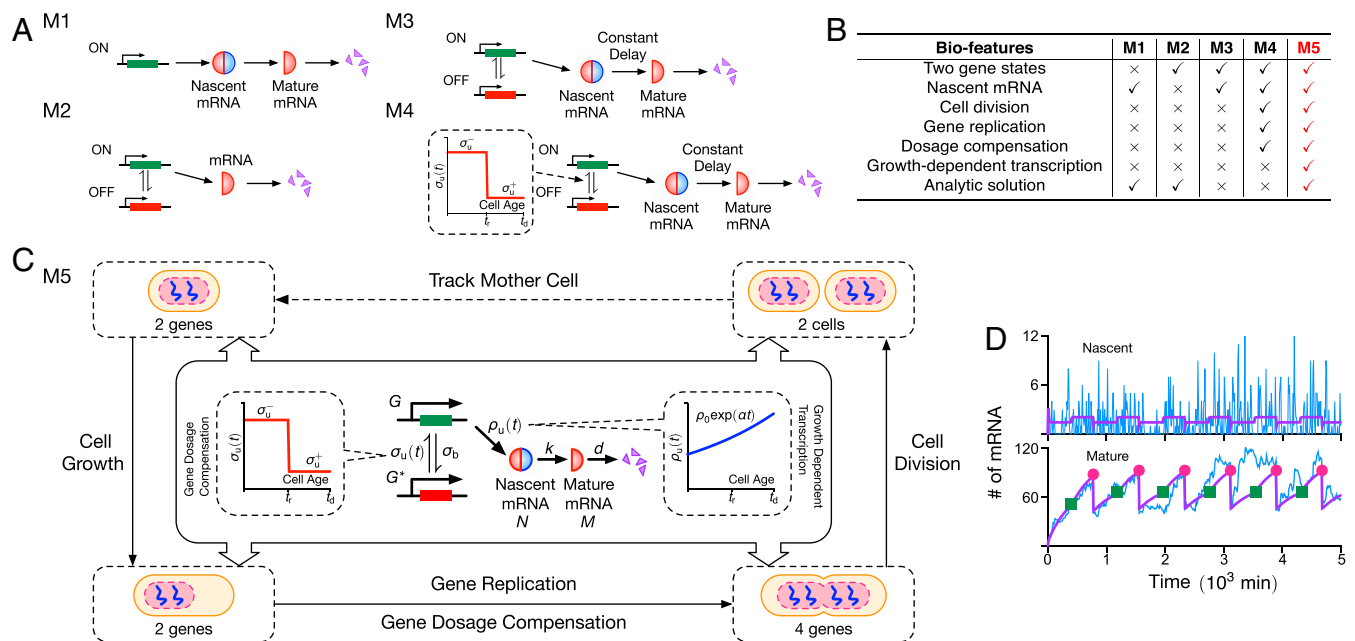 A
M1
ON
Nascent
mRNA
Mature
mRNA
M2
ON
OFF
mRNA
M3
ON
OFF
Constant
Delay
Nascent
mRNA
Mature
mRNA
M4
σu(t)
σu−
σu+
Cell Age
tr
td
ON
OFF
Constant
Delay
Nascent
mRNA
Mature
mRNA
B
Bio-features M1 M2 M3 M4 M5
Two gene states × ✓ ✓ ✓ ✓
Nascent mRNA ✓ × ✓ ✓ ✓
Cell division × × × ✓ ✓
Gene replication × × × ✓ ✓
Dosage compensation × × × ✓ ✓
Growth-dependent transcription × × × × ✓
Analytic solution ✓ ✓ × × ✓
C
M5
2 genes
Track Mother Cell
2 cells
Cell
Growth
Gene Dosage
Compensation
σu(t)
σu−
σu+
Cell Age
tr
td
G
G*
σu(t)
σb
ρu(t)
k
d
Nascent
mRNA
N
Mature
mRNA
M
ρu(t)
ρ0exp(αt)
Cell Age
tr
td
Growth Dependent
Transcription
Cell
Division
2 genes
Gene Replication
Gene Dosage Compensation
4 genes
D
# of mRNA
12
6
0
Nascent
120
60
Mature
0 1 2 3 4 5
Time (10³ min)